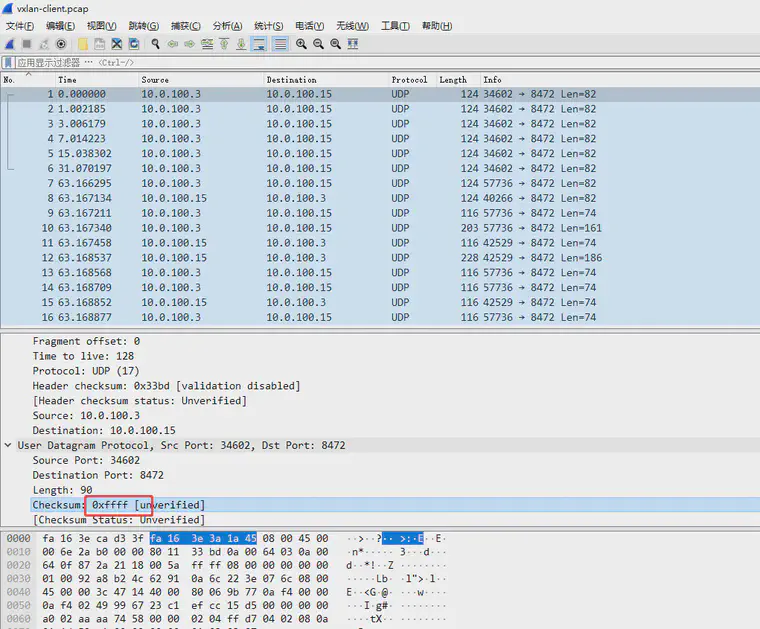 vxlan-client.pcap
文件(F) 编辑(E) 视图(V) 跳转(G) 捕获(C) 分析(A) 统计(S) 电话(Y) 无线(W) 工具(T) 帮助(H)
应用显示过滤器 … <Ctrl-/>
No. Time Source Destination Protocol Length Info
1 0.000000 10.0.100.3 10.0.100.15 UDP 124 34602 → 8472 Len=82
2 1.002185 10.0.100.3 10.0.100.15 UDP 124 34602 → 8472 Len=82
3 3.006179 10.0.100.3 10.0.100.15 UDP 124 34602 → 8472 Len=82
4 7.014223 10.0.100.3 10.0.100.15 UDP 124 34602 → 8472 Len=82
5 15.038302 10.0.100.3 10.0.100.15 UDP 124 34602 → 8472 Len=82
6 31.070197 10.0.100.3 10.0.100.15 UDP 124 34602 → 8472 Len=82
7 63.166295 10.0.100.3 10.0.100.15 UDP 124 57736 → 8472 Len=82
8 63.167134 10.0.100.15 10.0.100.3 UDP 124 40266 → 8472 Len=82
9 63.167211 10.0.100.3 10.0.100.15 UDP 116 57736 → 8472 Len=74
10 63.167340 10.0.100.3 10.0.100.15 UDP 203 57736 → 8472 Len=161
11 63.167458 10.0.100.15 10.0.100.3 UDP 116 42529 → 8472 Len=74
12 63.168537 10.0.100.15 10.0.100.3 UDP 228 42529 → 8472 Len=186
13 63.168568 10.0.100.3 10.0.100.15 UDP 116 57736 → 8472 Len=74
14 63.168709 10.0.100.3 10.0.100.15 UDP 116 57736 → 8472 Len=74
15 63.168852 10.0.100.15 10.0.100.3 UDP 116 42529 → 8472 Len=74
16 63.168877 10.0.100.3 10.0.100.15 UDP 116 57736 → 8472 Len=74
Fragment offset: 0
Time to live: 128
Protocol: UDP (17)
Header checksum: 0x33bd [validation disabled]
[Header checksum status: Unverified]
Source: 10.0.100.3
Destination: 10.0.100.15
User Datagram Protocol, Src Port: 34602, Dst Port: 8472
Source Port: 34602
Destination Port: 8472
Length: 90
Checksum: 0xffff [unverified]
[Checksum Status: Unverified]
0000 fa 16 3e ca d3 3f fa 16 3e 3a 1a 45 08 00 45 00 ··>··?·· >:·E··E·
0010 00 6e 2a b0 00 00 80 11 33 bd 0a 00 64 03 0a 00 ·n*····· 3···d···
0020 64 0f 87 2a 21 18 00 5a ff ff 08 00 00 00 00 00 d··*!··Z ········
0030 01 00 92 a8 b2 4c 62 91 0a 6c 22 3e 07 6c 08 00 ·····Lb· ·l">·l··
0040 45 00 00 3c 47 14 40 00 80 06 9b 77 0a f4 00 00 E··<G·@· ···w····
0050 0a f4 02 49 99 67 23 c1 ef cc 15 d5 00 00 00 00 ···I·g#· ········
0060 a0 02 aa aa 74 58 00 00 02 04 ff d7 04 02 08 0a ····tX·· ········